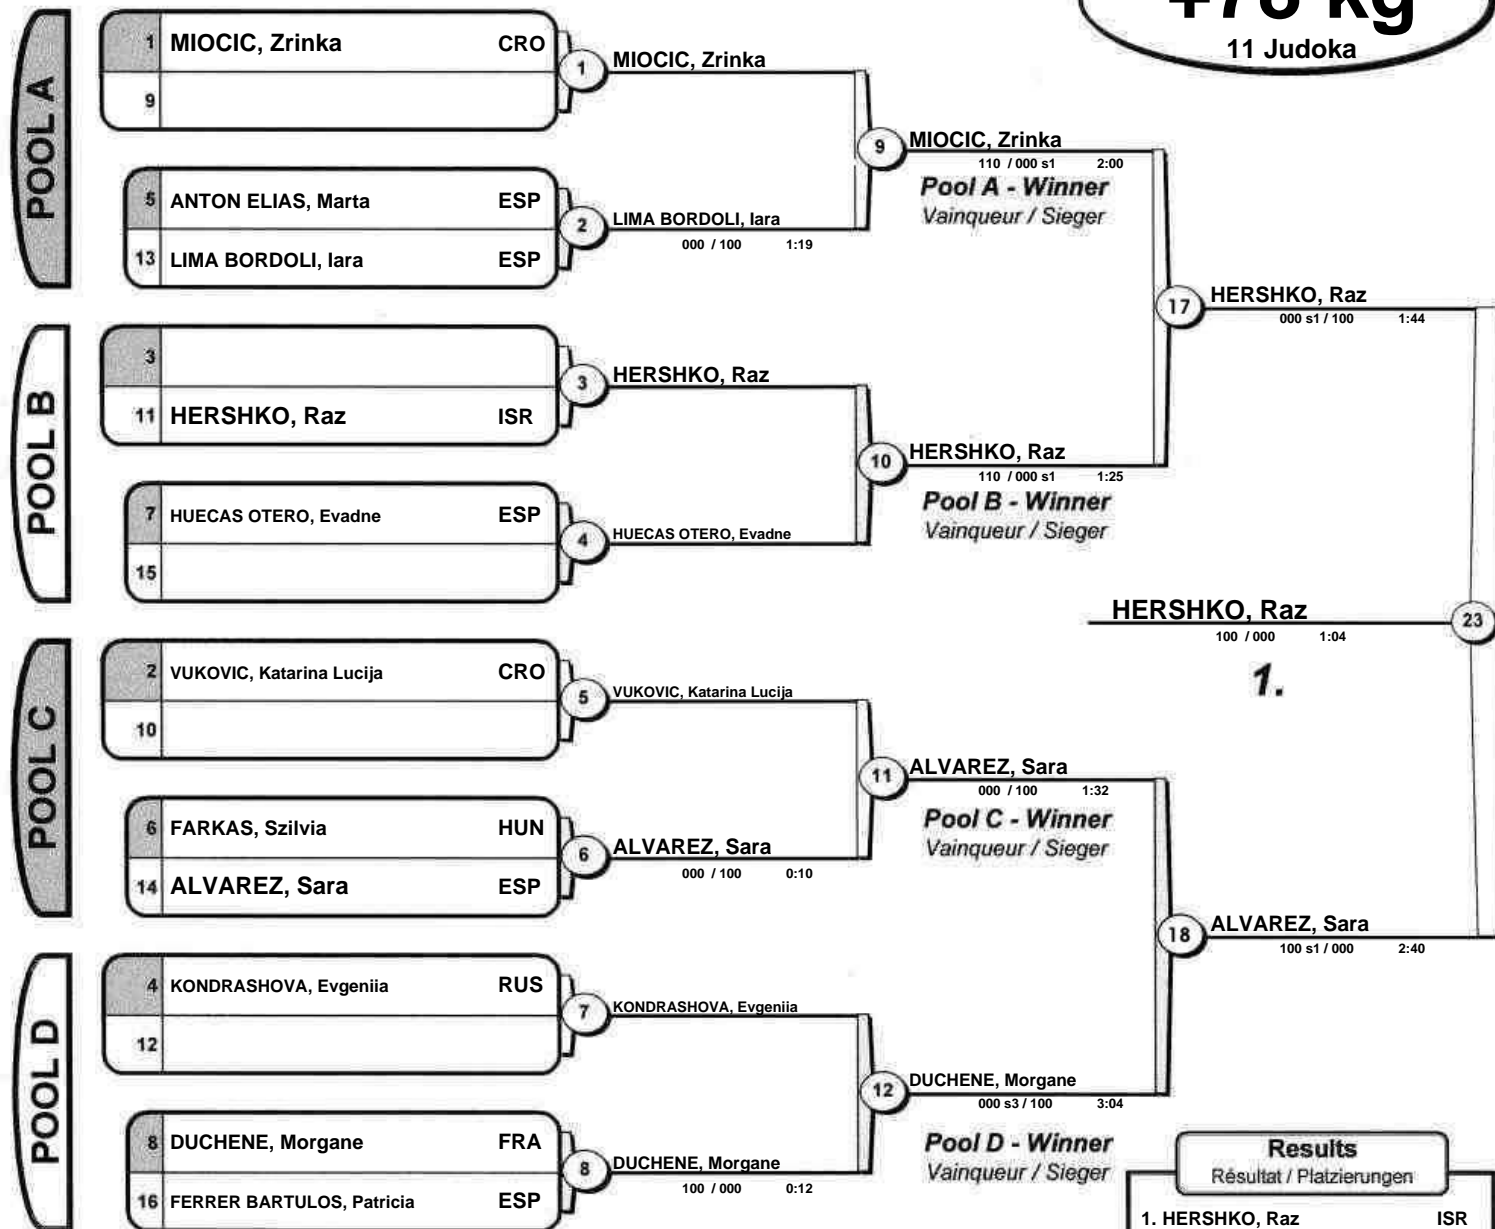 +78 kg
11 Judoka
POOL A
1 MIOCIC, Zrinka CRO
9
1
MIOCIC, Zrinka
5 ANTON ELIAS, Marta ESP
13 LIMA BORDOLI, Iara ESP
2
LIMA BORDOLI, Iara
000 / 100 1:19
9
MIOCIC, Zrinka
110 / 000 s1 2:00
Pool A - Winner
Vainqueur / Sieger
POOL B
3
11 HERSHKO, Raz ISR
3
HERSHKO, Raz
7 HUECAS OTERO, Evadne ESP
15
4
HUECAS OTERO, Evadne
10
HERSHKO, Raz
110 / 000 s1 1:25
Pool B - Winner
Vainqueur / Sieger
17
HERSHKO, Raz
000 s1 / 100 1:44
HERSHKO, Raz
100 / 000 1:04
23
1.
POOL C
2 VUKOVIC, Katarina Lucija CRO
10
5
VUKOVIC, Katarina Lucija
6 FARKAS, Szilvia HUN
14 ALVAREZ, Sara ESP
6
ALVAREZ, Sara
000 / 100 0:10
11
ALVAREZ, Sara
000 / 100 1:32
Pool C - Winner
Vainqueur / Sieger
POOL D
4 KONDRASHOVA, Evgeniia RUS
12
7
KONDRASHOVA, Evgeniia
8 DUCHENE, Morgane FRA
16 FERRER BARTULOS, Patricia ESP
8
DUCHENE, Morgane
100 / 000 0:12
12
DUCHENE, Morgane
000 s3 / 100 3:04
Pool D - Winner
Vainqueur / Sieger
18
ALVAREZ, Sara
100 s1 / 000 2:40
Results
Résultat / Platzierungen
1. HERSHKO, Raz ISR